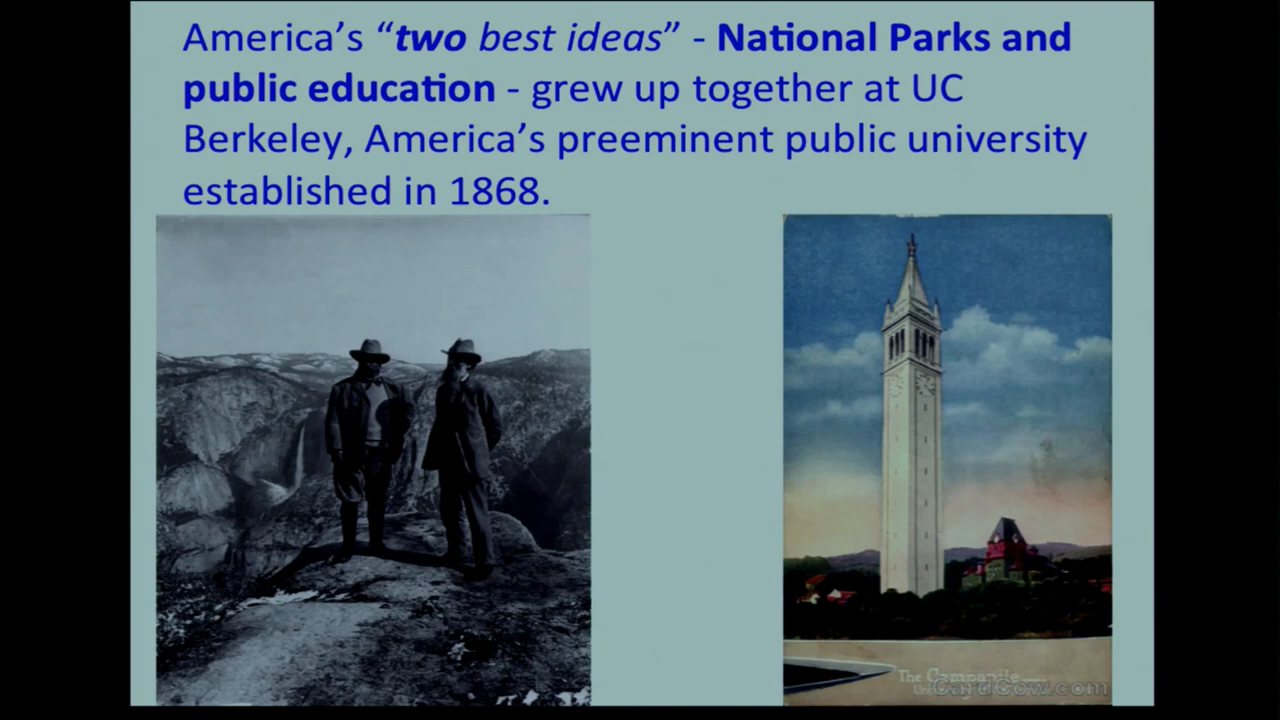 America’s “two best ideas” - National Parks and
public education - grew up together at UC
Berkeley, America’s preeminent public university
established in 1868.
The Campanile
CardCow.com